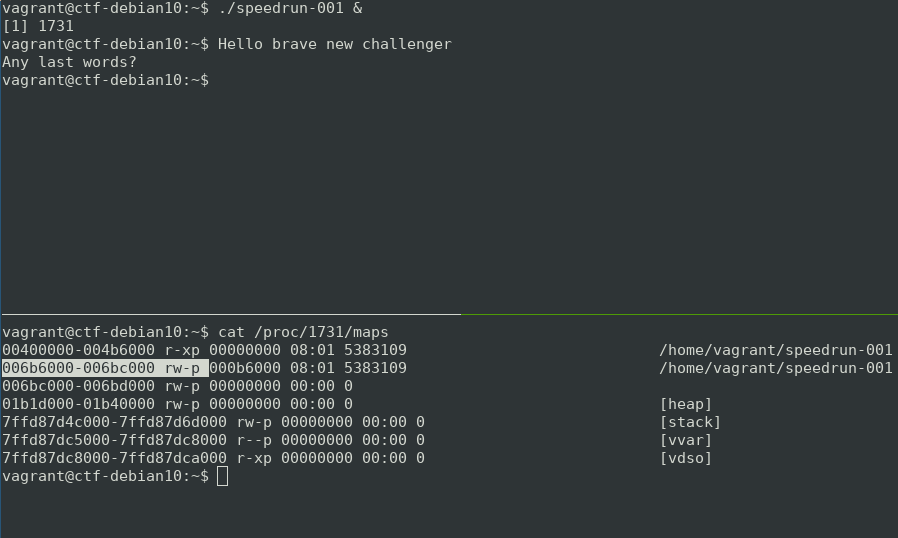 vagrant@ctf-debian10:~$ ./speedrun-001 &
[1] 1731
vagrant@ctf-debian10:~$ Hello brave new challenger
Any last words?
vagrant@ctf-debian10:~$
vagrant@ctf-debian10:~$ cat /proc/1731/maps
00400000-004b6000 r-xp 00000000 08:01 5383109 /home/vagrant/speedrun-001
006b6000-006bc000 rw-p 000b6000 08:01 5383109 /home/vagrant/speedrun-001
006bc000-006bd000 rw-p 00000000 00:00 0
01b1d000-01b40000 rw-p 00000000 00:00 0 [heap]
7ffd87d4c000-7ffd87d6d000 rw-p 00000000 00:00 0 [stack]
7ffd87dc5000-7ffd87dc8000 r--p 00000000 00:00 0 [vvar]
7ffd87dc8000-7ffd87dca000 r-xp 00000000 00:00 0 [vdso]
vagrant@ctf-debian10:~$